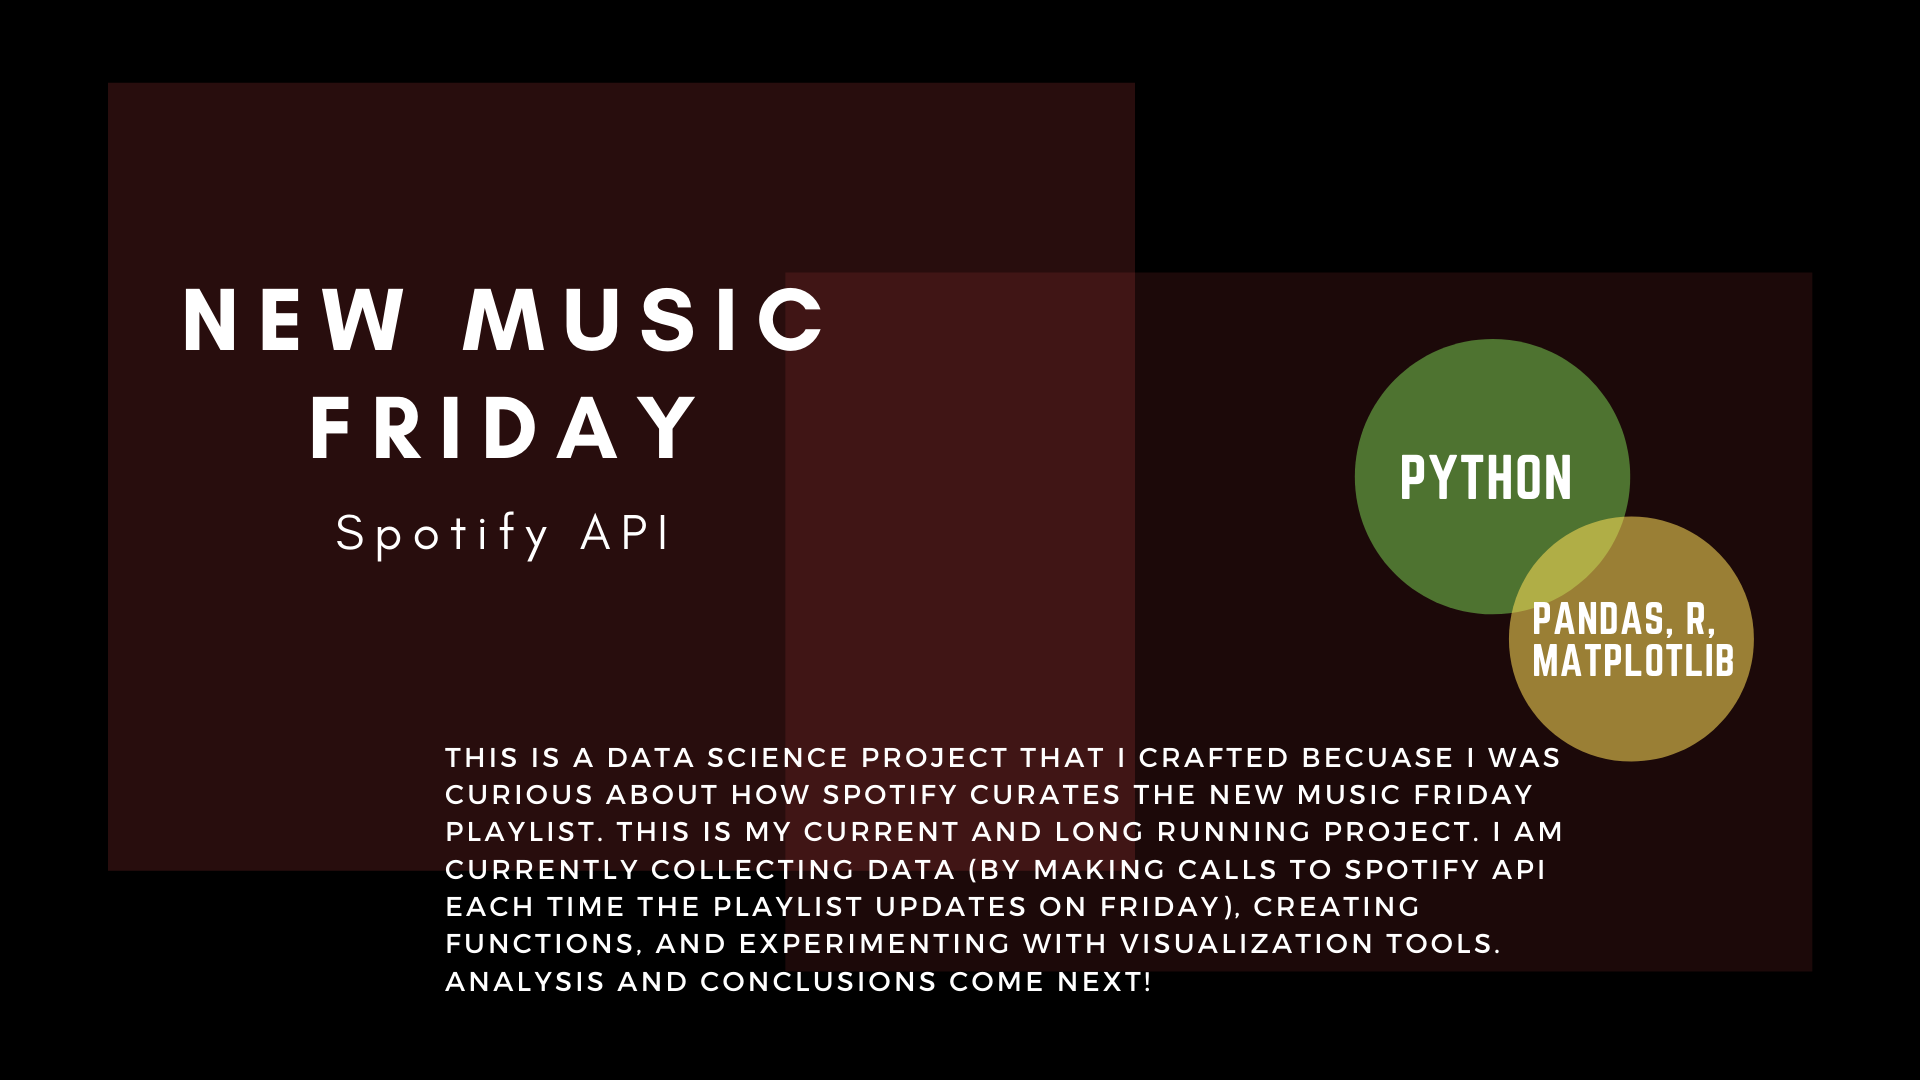 NEW MUSIC
FRIDAY
Spotify API
PYTHON
PANDAS, R,
MATPLOTLIB
THIS IS A DATA SCIENCE PROJECT THAT I CRAFTED BECUASE I WAS
CURIOUS ABOUT HOW SPOTIFY CURATES THE NEW MUSIC FRIDAY
PLAYLIST. THIS IS MY CURRENT AND LONG RUNNING PROJECT. I AM
CURRENTLY COLLECTING DATA (BY MAKING CALLS TO SPOTIFY API
EACH TIME THE PLAYLIST UPDATES ON FRIDAY), CREATING
FUNCTIONS, AND EXPERIMENTING WITH VISUALIZATION TOOLS.
ANALYSIS AND CONCLUSIONS COME NEXT!